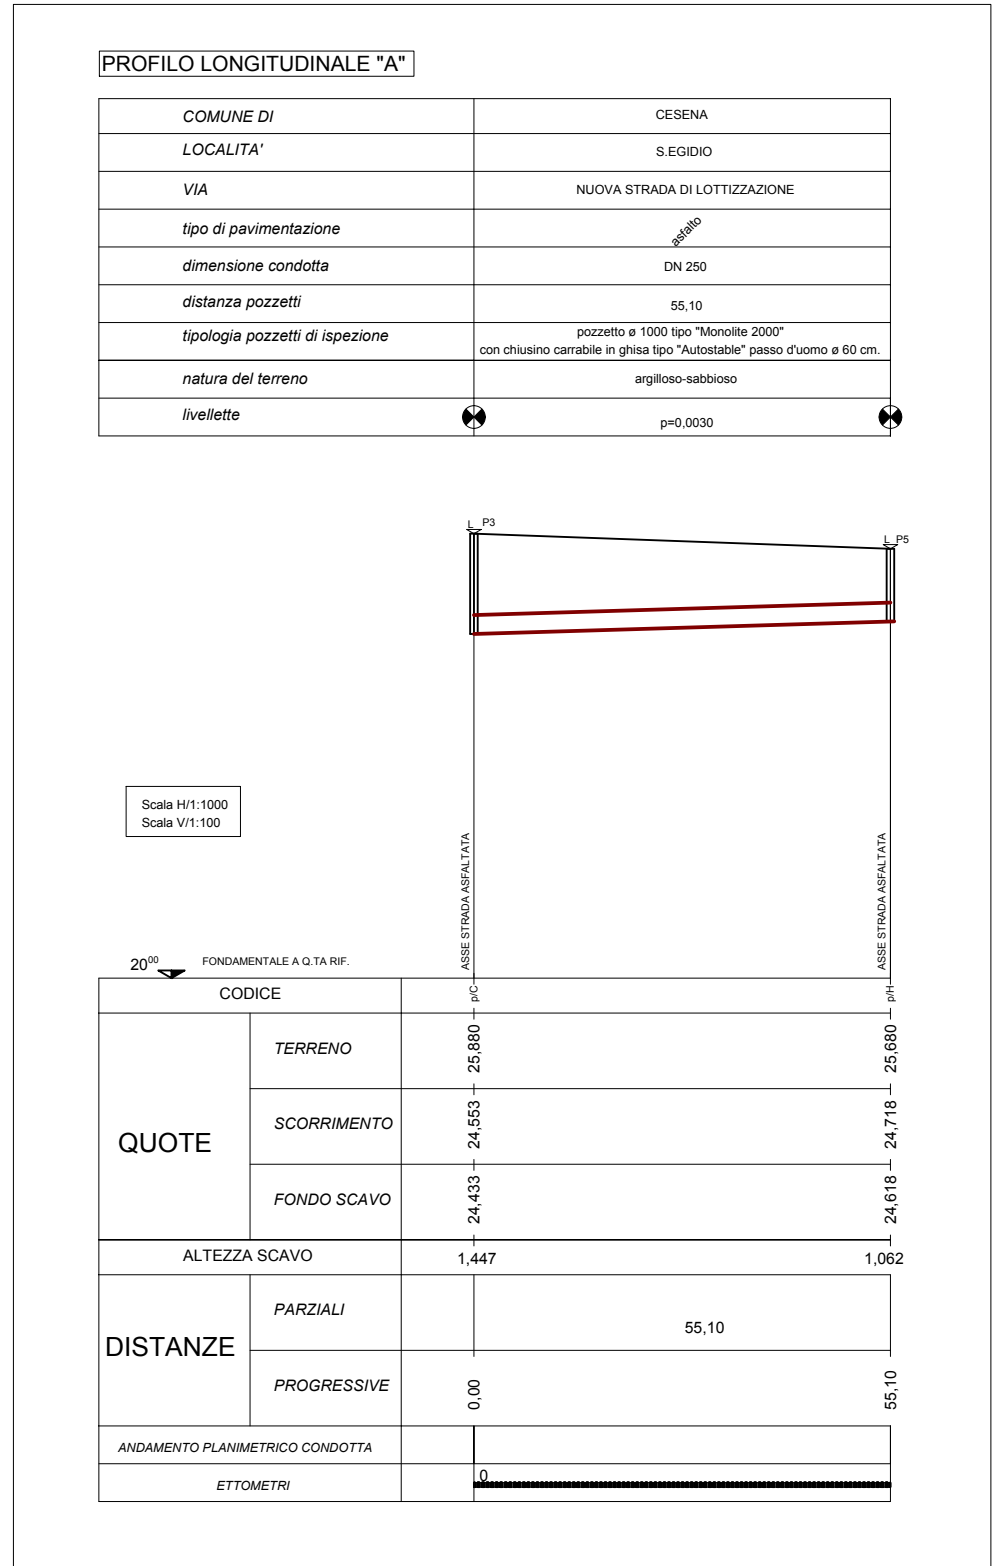 PROFILO LONGITUDINALE "A"
COMUNE DI CESENA
LOCALITA' S.EGIDIO
VIA NUOVA STRADA DI LOTTIZZAZIONE
tipo di pavimentazione asfalto
dimensione condotta DN 250
distanza pozzetti 55,10
tipologia pozzetti di ispezione pozzetto ø 1000 tipo "Monolite 2000"
con chiusino carrabile in ghisa tipo "Autostable" passo d'uomo ø 60 cm.
natura del terreno argilloso-sabbioso
livellette p=0,0030
L P3
L P5
Scala H/1:1000
Scala V/1:100
ASSE STRADA ASFALTATA
ASSE STRADA ASFALTATA
20⁰⁰ FONDAMENTALE A Q.TA RIF.
CODICE p/C p/H
QUOTE
TERRENO 25,880 25,680
SCORRIMENTO 24,553 24,718
FONDO SCAVO 24,433 24,618
ALTEZZA SCAVO 1,447 1,062
DISTANZE
PARZIALI 55,10
PROGRESSIVE 0,00 55,10
ANDAMENTO PLANIMETRICO CONDOTTA
ETTOMETRI 0